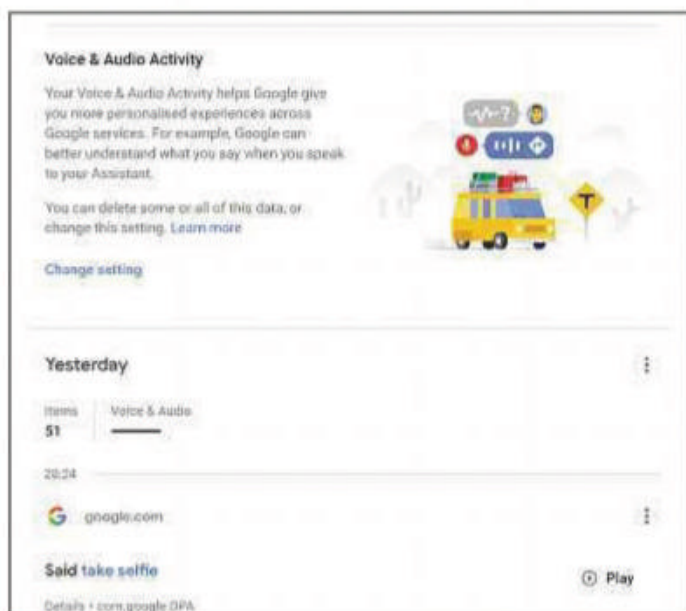 Voice & Audio Activity
Your Voice & Audio Activity helps Google give
you more personalised experiences across
Google services. For example, Google can
better understand what you say when you speak
to your Assistant.
You can delete some or all of this data, or
change this setting. Learn more
Change setting
Yesterday
Items Voice & Audio
51
20:24
google.com
Said take selfie
Play
Details • com.google OPA